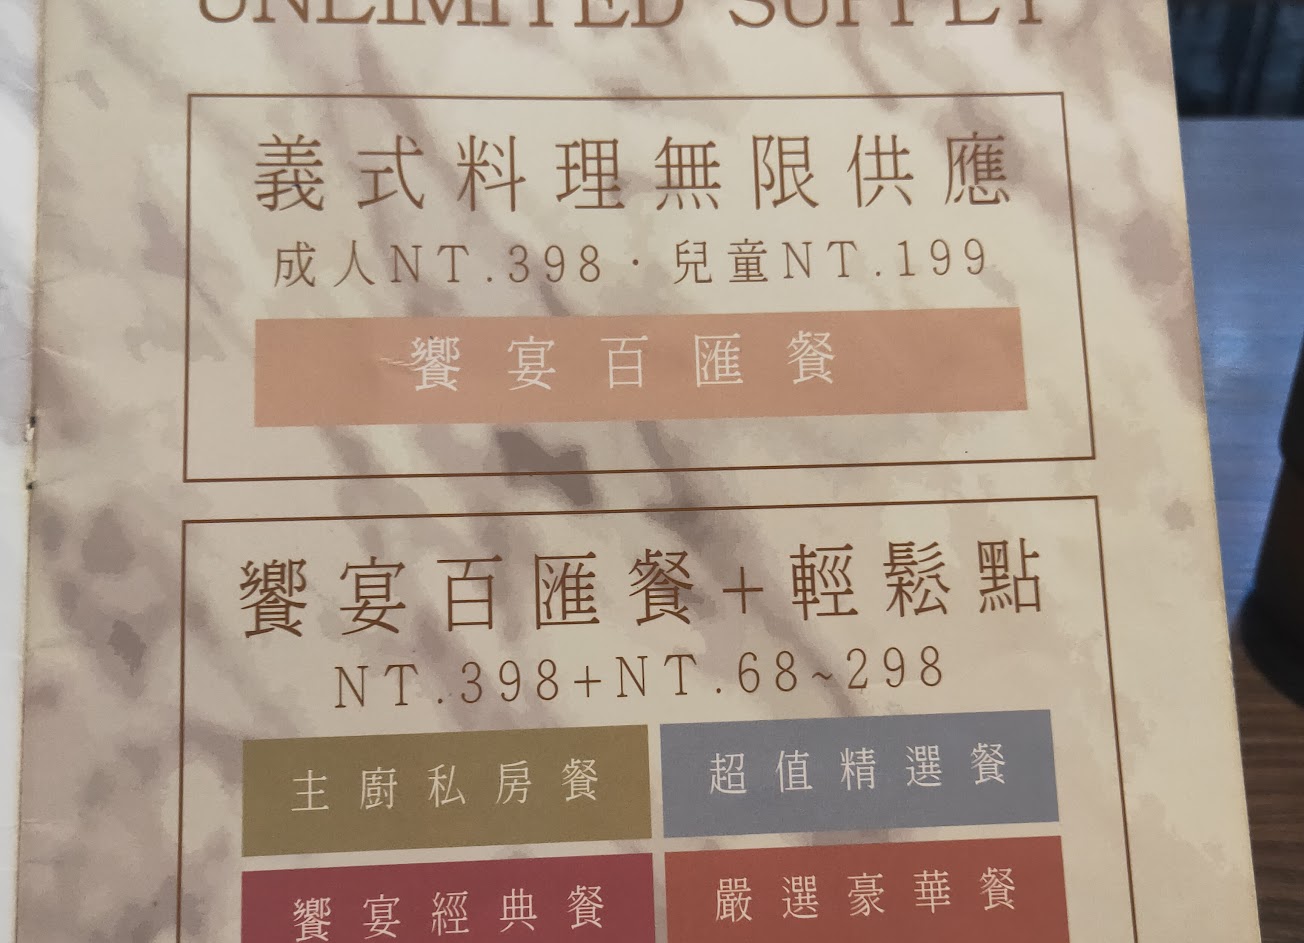 UNLIMITED SUPPLY
義式料理無限供應
成人NT.398·兒童NT.199
饗宴百匯餐
饗宴百匯餐+輕鬆點
NT.398+NT.68~298
主廚私房餐
超值精選餐
饗宴經典餐
嚴選豪華餐